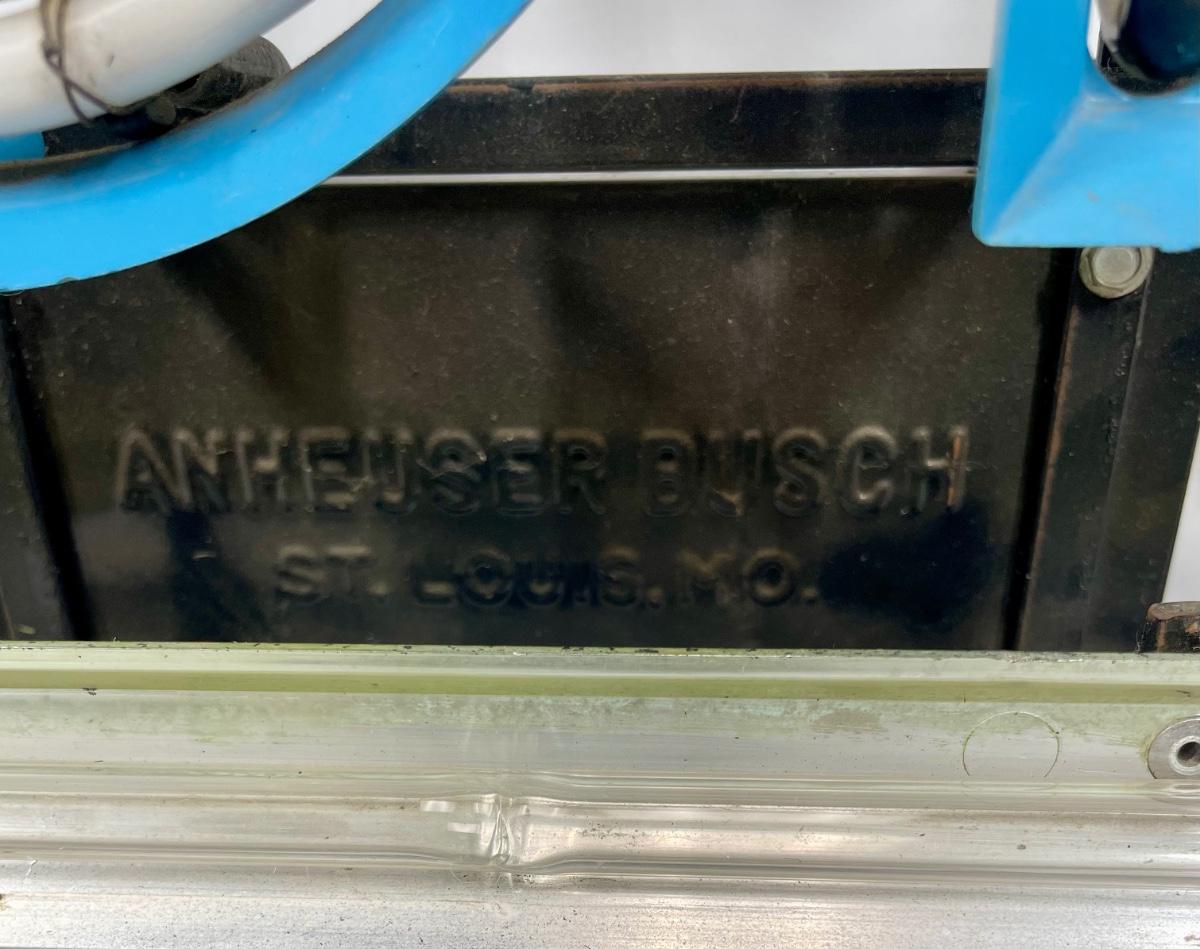 ANHEUSER BUSCH
ST. LOUIS, MO.